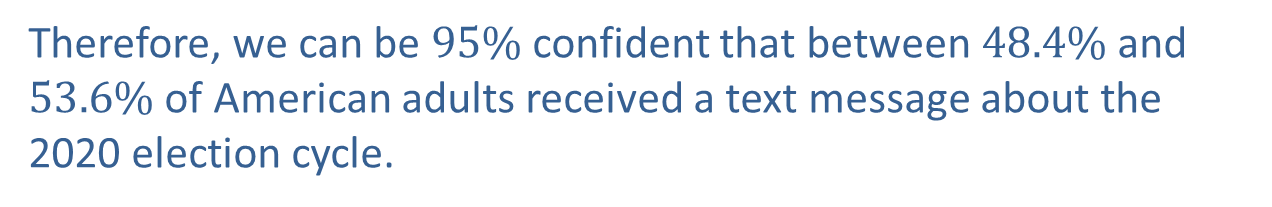 Therefore, we can be 95% confident that between 48.4% and
53.6% of American adults received a text message about the
2020 election cycle.